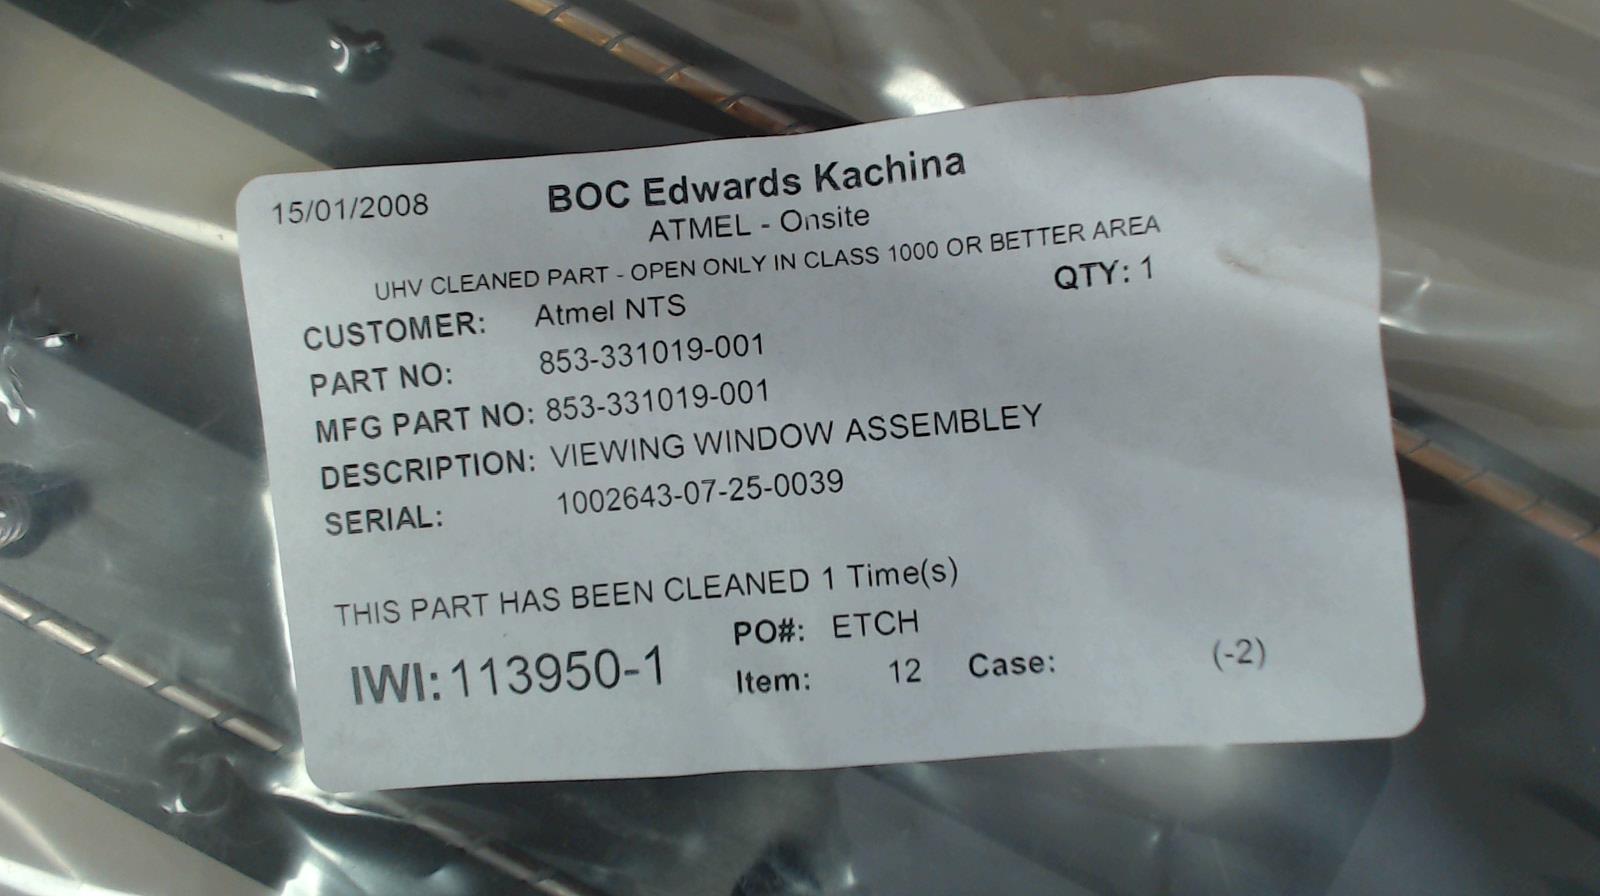 15/01/2008
BOC Edwards Kachina
ATMEL - Onsite
UHV CLEANED PART - OPEN ONLY IN CLASS 1000 OR BETTER AREA
CUSTOMER: Atmel NTS QTY: 1
PART NO: 853-331019-001
MFG PART NO: 853-331019-001
DESCRIPTION: VIEWING WINDOW ASSEMBLEY
SERIAL: 1002643-07-25-0039
THIS PART HAS BEEN CLEANED 1 Time(s)
IWI: 113950-1
PO#: ETCH
Item: 12 Case: (-2)